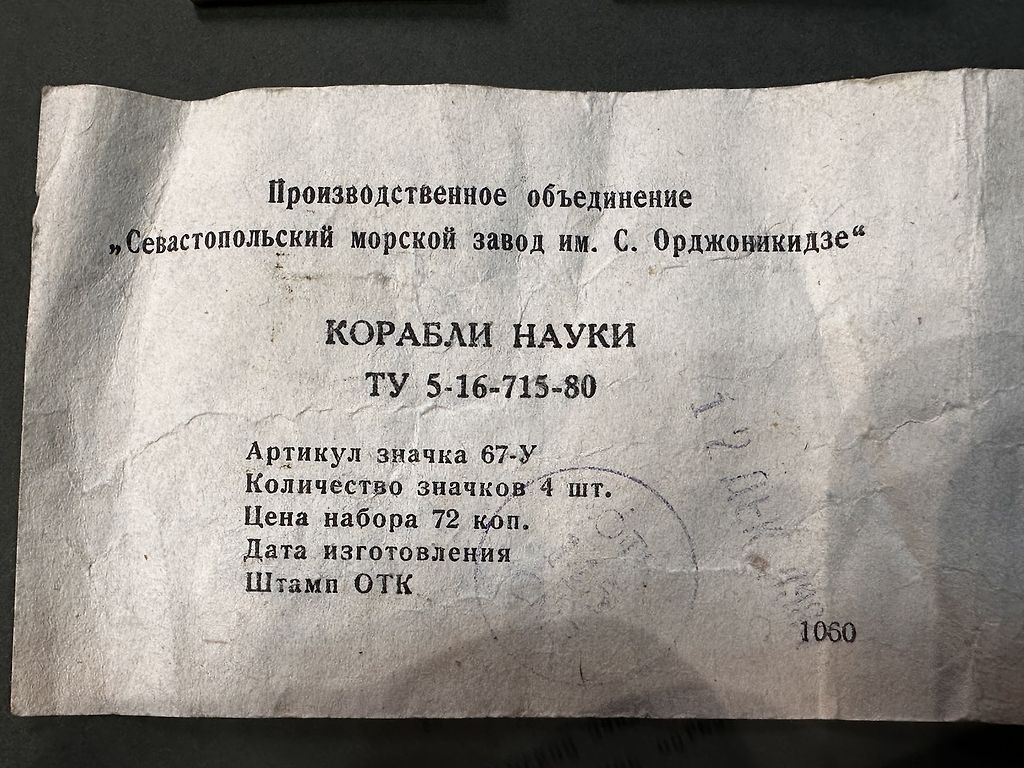 Производственное объединение
„Севастопольский морской завод им. С. Орджоникидзе“
КОРАБЛИ НАУКИ
ТУ 5-16-715-80
Артикул значка 67-У
Количество значков 4 шт.
Цена набора 72 коп.
Дата изготовления
Штамп ОТК
ОТК
1060